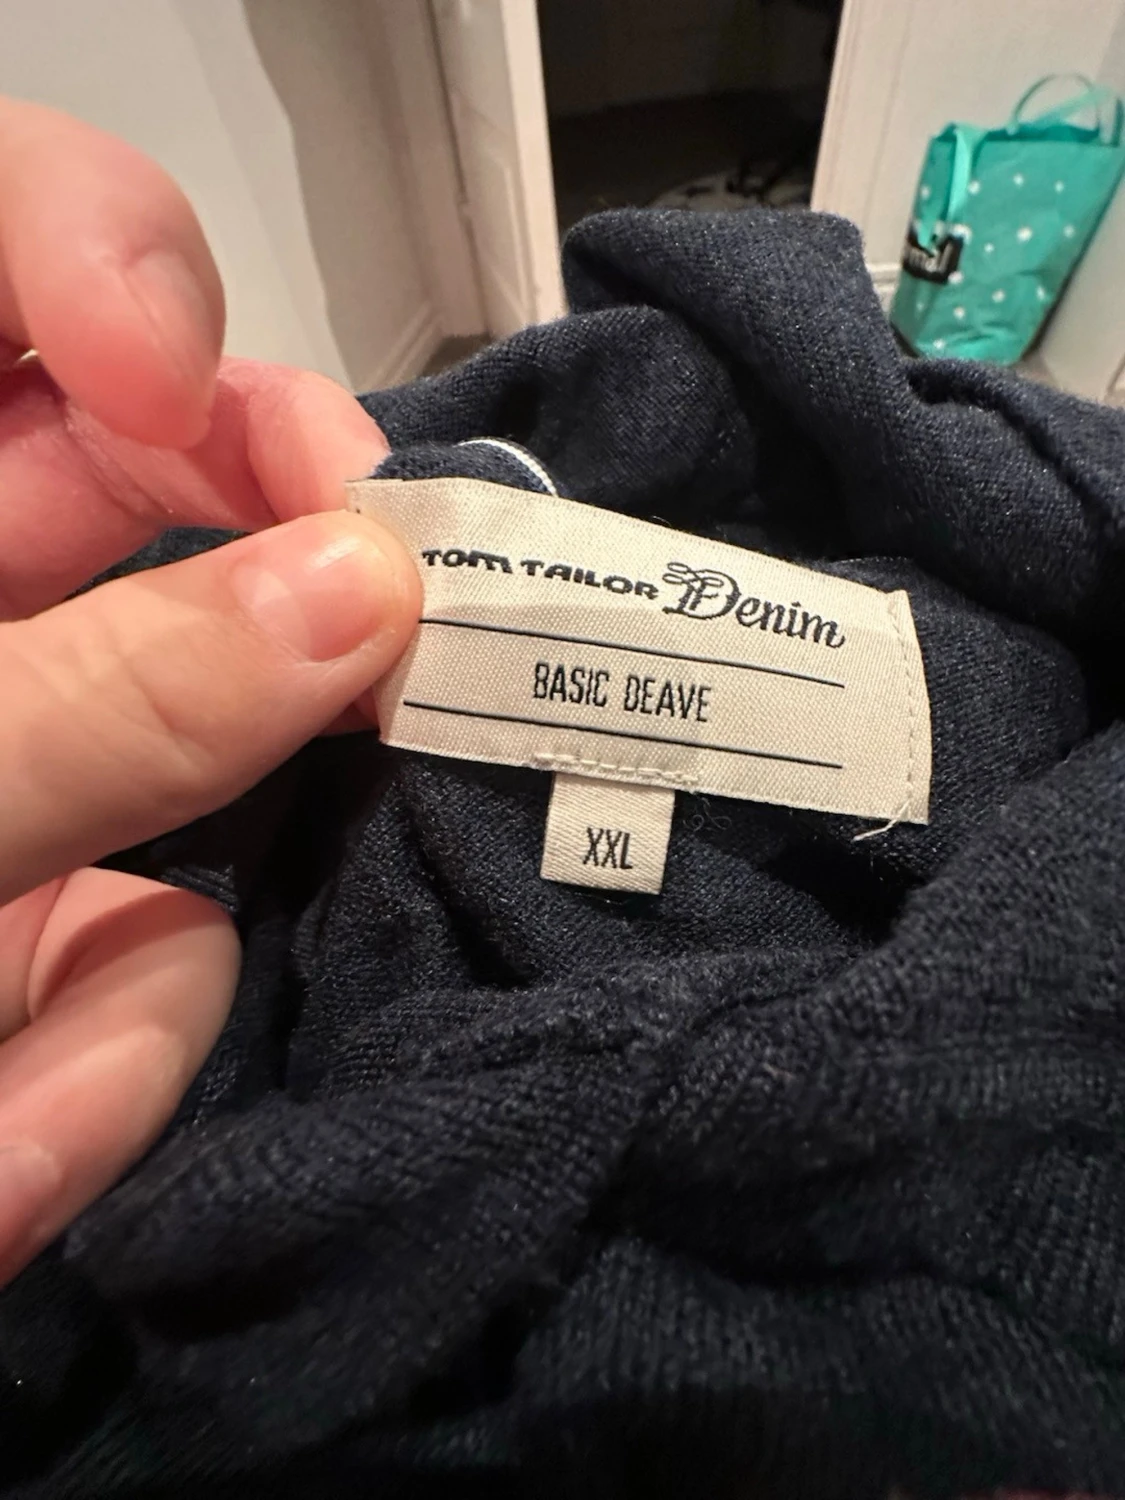 TOM TAILOR Denim
BASIC DEAVE
XXL